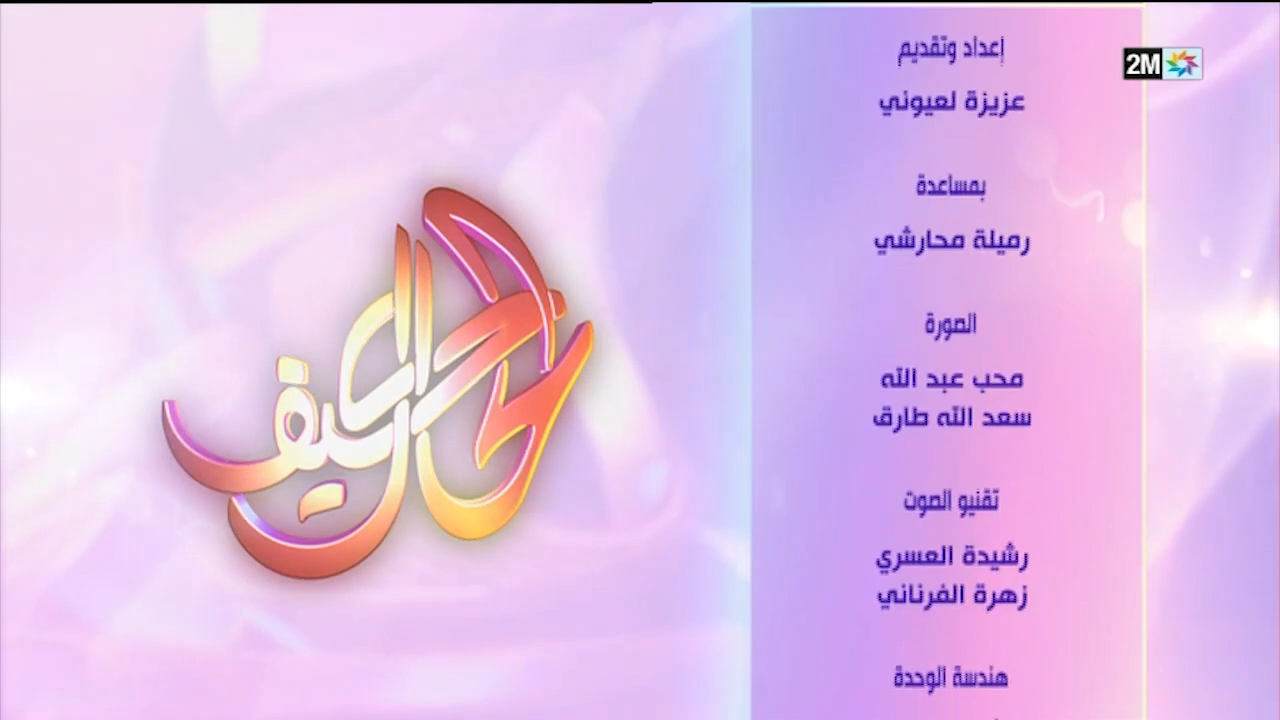 إعداد وتقديم
2M
عزيزة لعيوني
بمساعدة
رميلة محارشي
الصورة
محب عبد الله
سعد الله طارق
تقنيو الصوت
رشيدة العسري
زهرة الفرناني
هندسة الوحدة